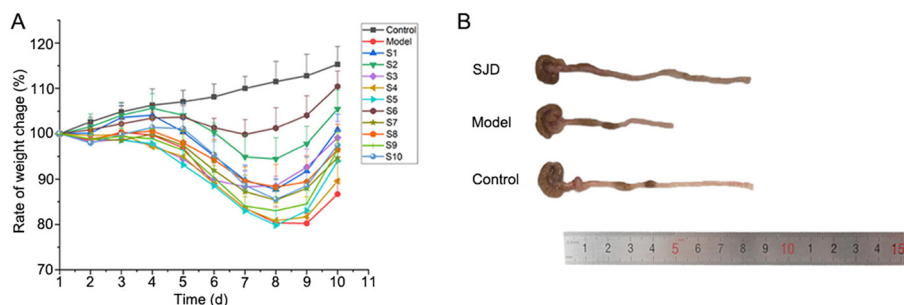 A
Rate of weight chage (%)
120
110
100
90
80
70
1 2 3 4 5 6 7 8 9 10 11
Time (d)
Control
Model
S1
S2
S3
S4
S5
S6
S7
S8
S9
S10
B
SJD
Model
Control
1 2 3 4 5 6 7 8 9 10 1 2 3 4 15